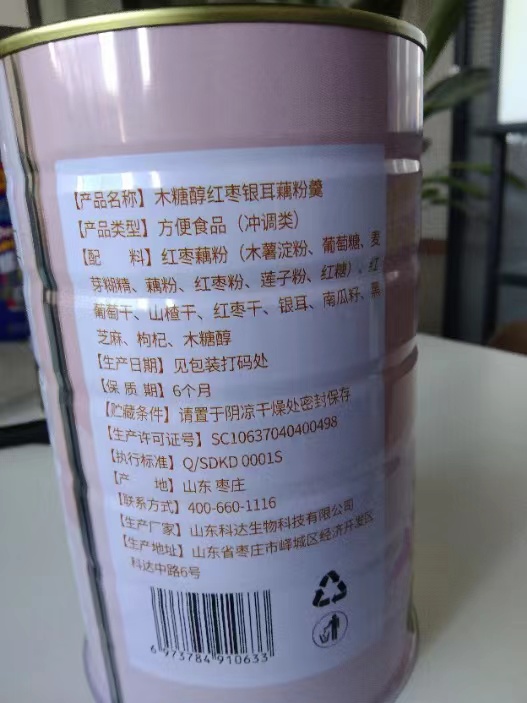 【产品名称】木糖醇红枣银耳藕粉羹
【产品类型】方便食品（冲调类）
【配 料】红枣藕粉（木薯淀粉、葡萄糖、麦
芽糊精、藕粉、红枣粉、莲子粉、红糖）、红
葡萄干、山楂干、红枣干、银耳、南瓜籽、黑
芝麻、枸杞、木糖醇
【生产日期】见包装打码处
【保 质 期】6个月
【贮藏条件】请置于阴凉干燥处密封保存
【生产许可证号】SC10637040400498
【执行标准】Q/SDKD 0001S
【产 地】山东 枣庄
【联系方式】400-660-1116
【生产厂家】山东科达生物科技有限公司
【生产地址】山东省枣庄市峄城区经济开发区
科达中路6号
6 973784 910633